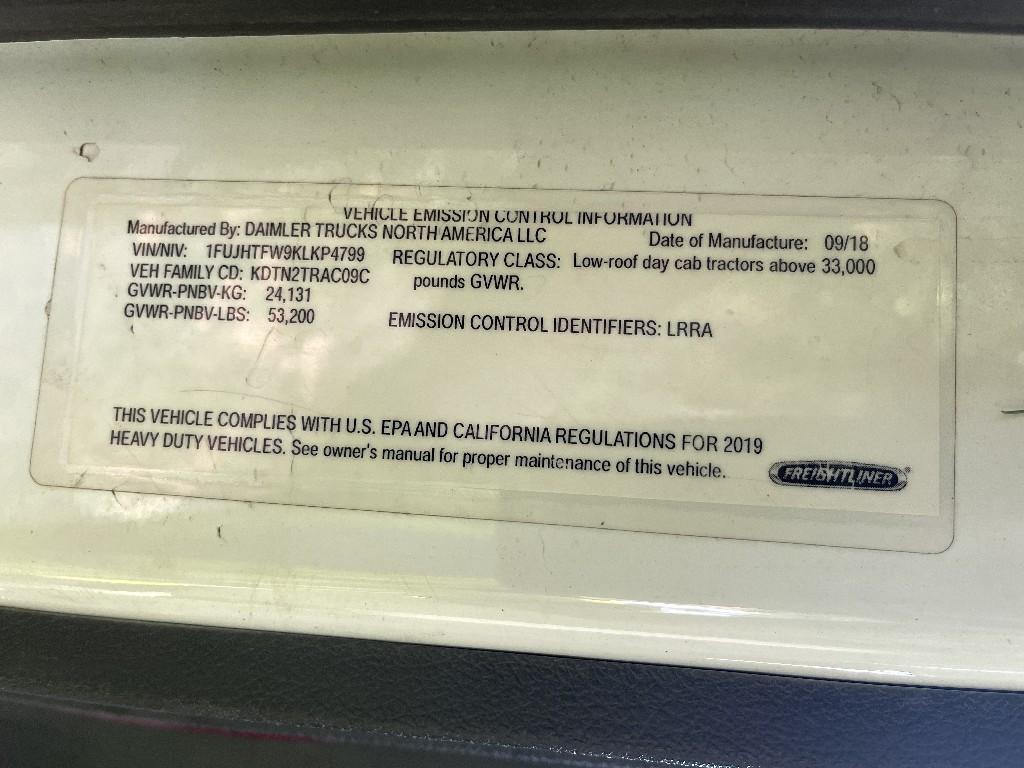 VEHICLE EMISSION CONTROL INFORMATION
Manufactured By: DAIMLER TRUCKS NORTH AMERICA LLC Date of Manufacture: 09/18
VIN/NIV: 1FUJHTFW9KLKP4799 REGULATORY CLASS: Low-roof day cab tractors above 33,000
VEH FAMILY CD: KDTN2TRAC09C pounds GVWR.
GVWR-PNBV-KG: 24,131
GVWR-PNBV-LBS: 53,200 EMISSION CONTROL IDENTIFIERS: LRRA
THIS VEHICLE COMPLIES WITH U.S. EPA AND CALIFORNIA REGULATIONS FOR 2019
HEAVY DUTY VEHICLES. See owner's manual for proper maintenance of this vehicle.
FREIGHTLINER®